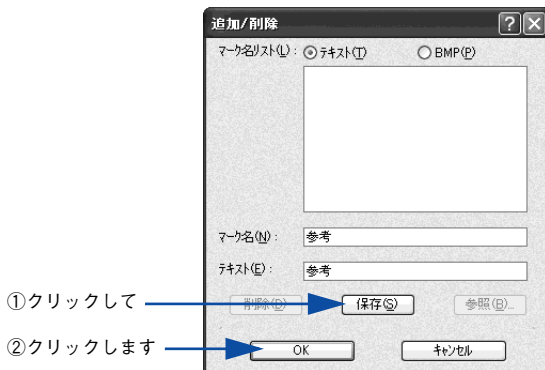 追加/削除
マーク名リスト(L): テキスト(T) BMP(P)
マーク名(N): 参考
テキスト(E): 参考
①クリックして 削除(D) 保存(S) 参照(B)...
②クリックします OK キャンセル